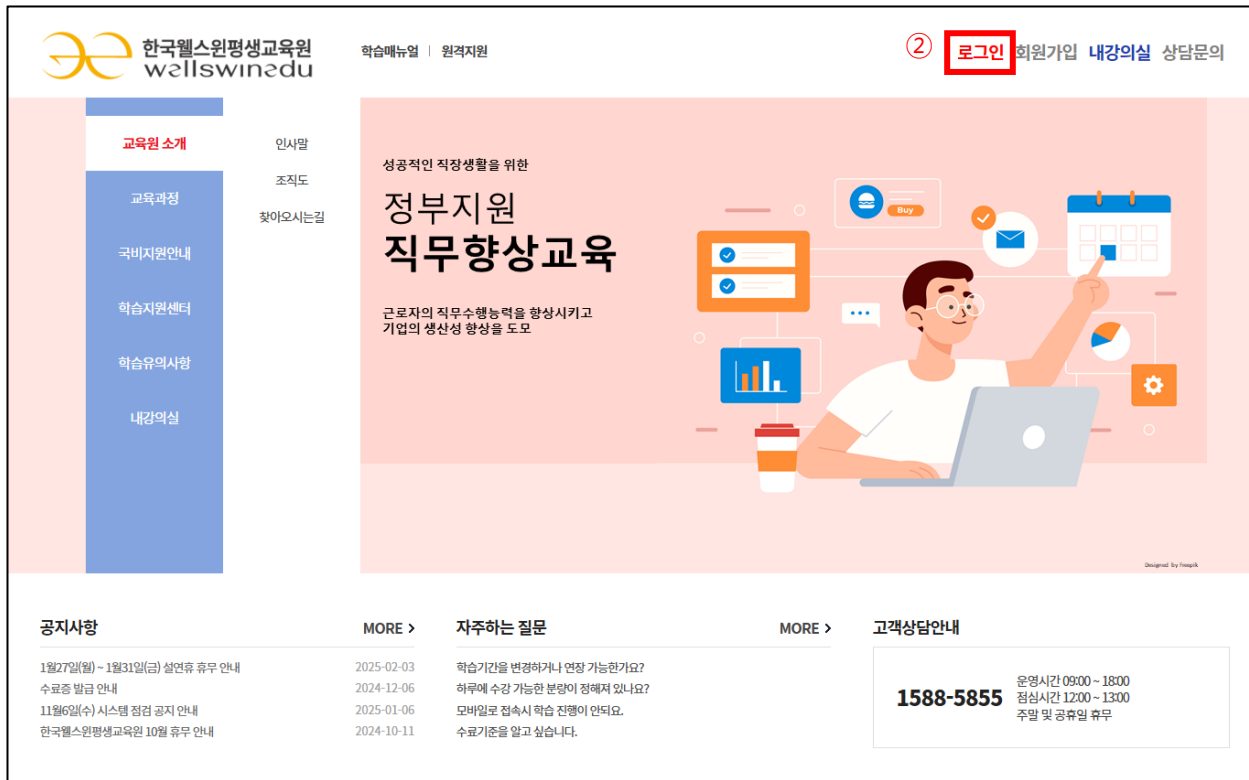 한국웰스윈평생교육원
wellswinedu
학습매뉴얼 | 원격지원
② 로그인 회원가입 내강의실 상담문의
교육원 소개
교육과정
국비지원안내
학습지원센터
학습유의사항
내강의실
인사말
조직도
찾아오시는길
성공적인 직장생활을 위한
정부지원
직무향상교육
근로자의 직무수행능력을 향상시키고
기업의 생산성 향상을 도모
Buy
Designed by freepik
공지사항 MORE >
1월27일(월) ~ 1월31일(금) 설연휴 휴무 안내 2025-02-03
수료증 발급 안내 2024-12-06
11월6일(수) 시스템 점검 공지 안내 2025-01-06
한국웰스윈평생교육원 10월 휴무 안내 2024-10-11
자주하는 질문 MORE >
학습기간을 변경하거나 연장 가능한가요?
하루에 수강 가능한 분량이 정해져 있나요?
모바일로 접속시 학습 진행이 안되요.
수료기준을 알고 싶습니다.
고객상담안내
1588-5855
운영시간 09:00 ~ 18:00
점심시간 12:00 ~ 13:00
주말 및 공휴일 휴무